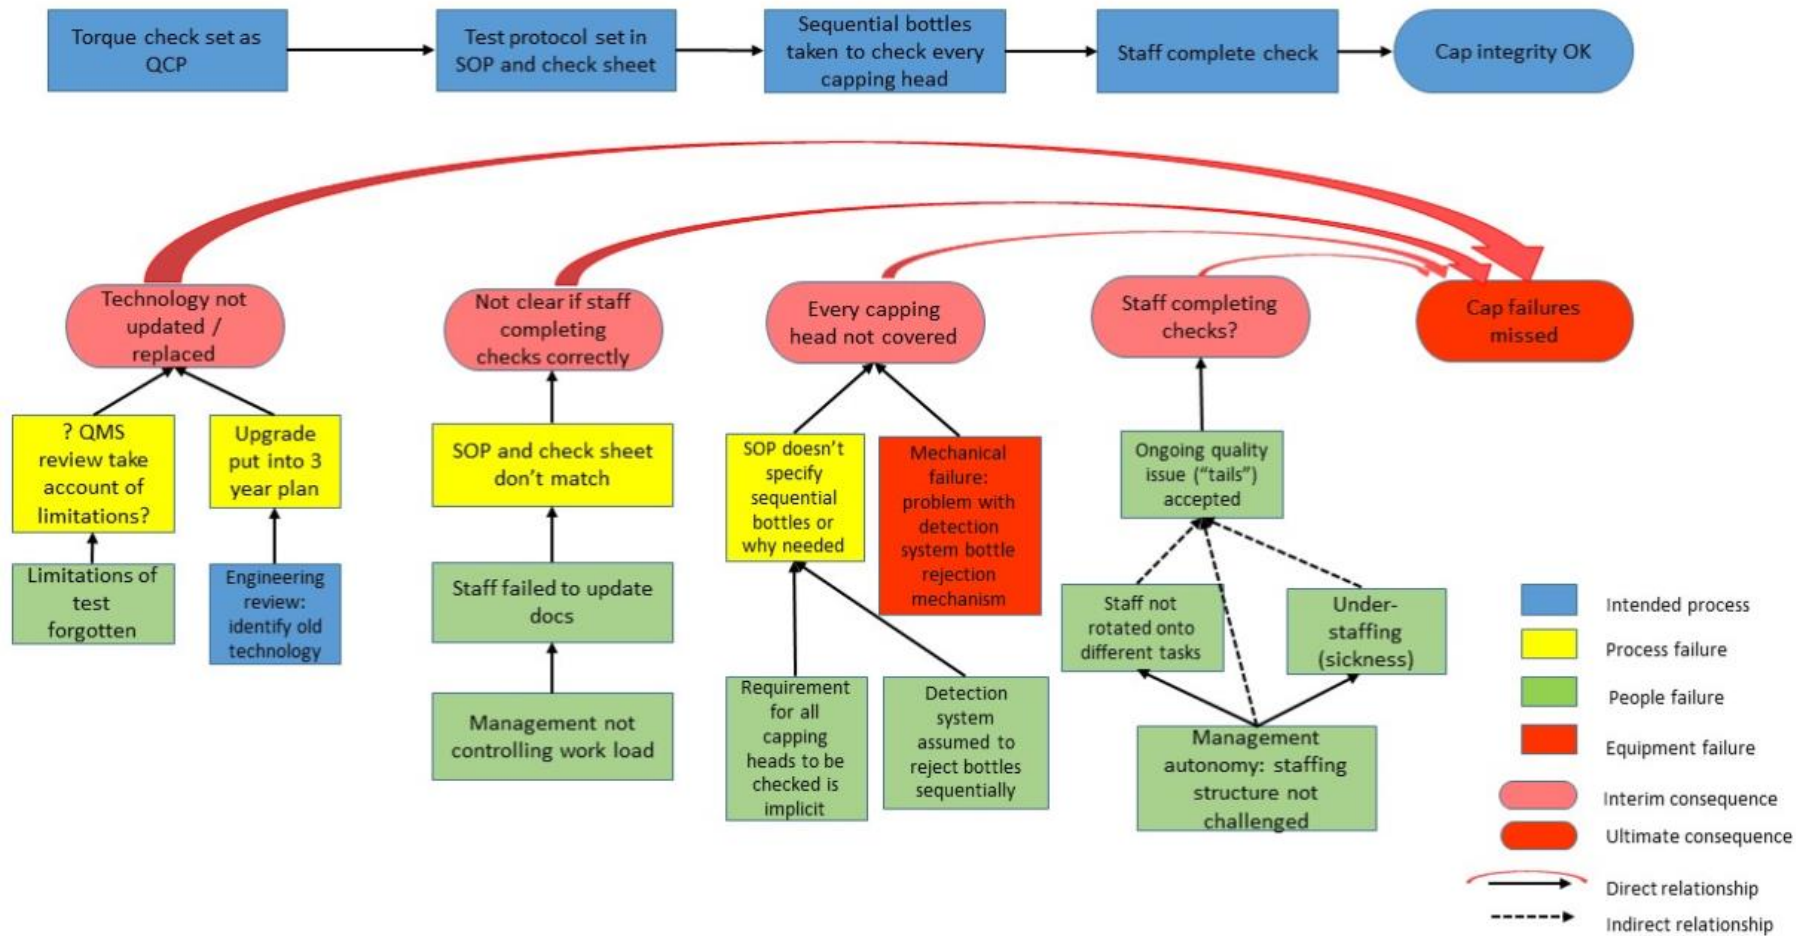 Torque check set as
QCP
Test protocol set in
SOP and check sheet
Sequential bottles
taken to check every
capping head
Staff complete check
Cap integrity OK
Technology not
updated /
replaced
Not clear if staff
completing
checks correctly
Every capping
head not covered
Staff completing
checks?
Cap failures
missed
? QMS
review take
account of
limitations?
Upgrade
put into 3
year plan
SOP and check sheet
don't match
SOP doesn't
specify
sequential
bottles or
why needed
Mechanical
failure:
problem with
detection
system bottle
rejection
mechanism
Ongoing quality
issue ("tails")
accepted
Limitations of
test
forgotten
Engineering
review:
identify old
technology
Staff failed to update
docs
Staff not
rotated onto
different tasks
Under-
staffing
(sickness)
Management not
controlling work load
Requirement
for all
capping
heads to be
checked is
implicit
Detection
system
assumed to
reject bottles
sequentially
Management
autonomy: staffing
structure not
challenged
Intended process
Process failure
People failure
Equipment failure
Interim consequence
Ultimate consequence
Direct relationship
Indirect relationship